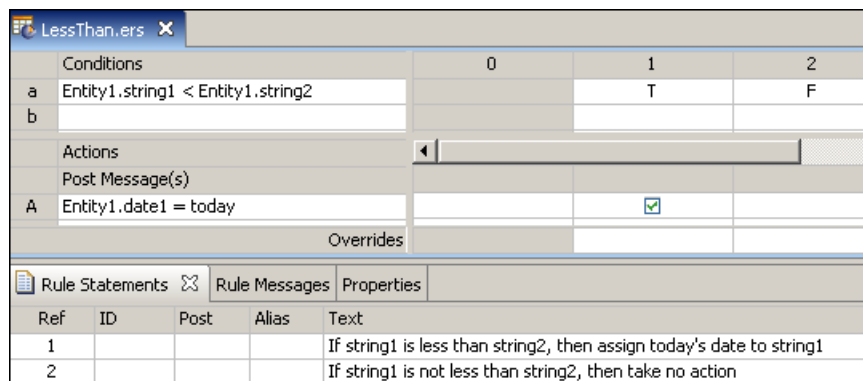 LessThan.ers
Conditions 0 1 2
a Entity1.string1 < Entity1.string2 T F
b
Actions
Post Message(s)
A Entity1.date1 = today
Overrides
Rule Statements Rule Messages Properties
Ref ID Post Alias Text
1 If string1 is less than string2, then assign today's date to string1
2 If string1 is not less than string2, then take no action